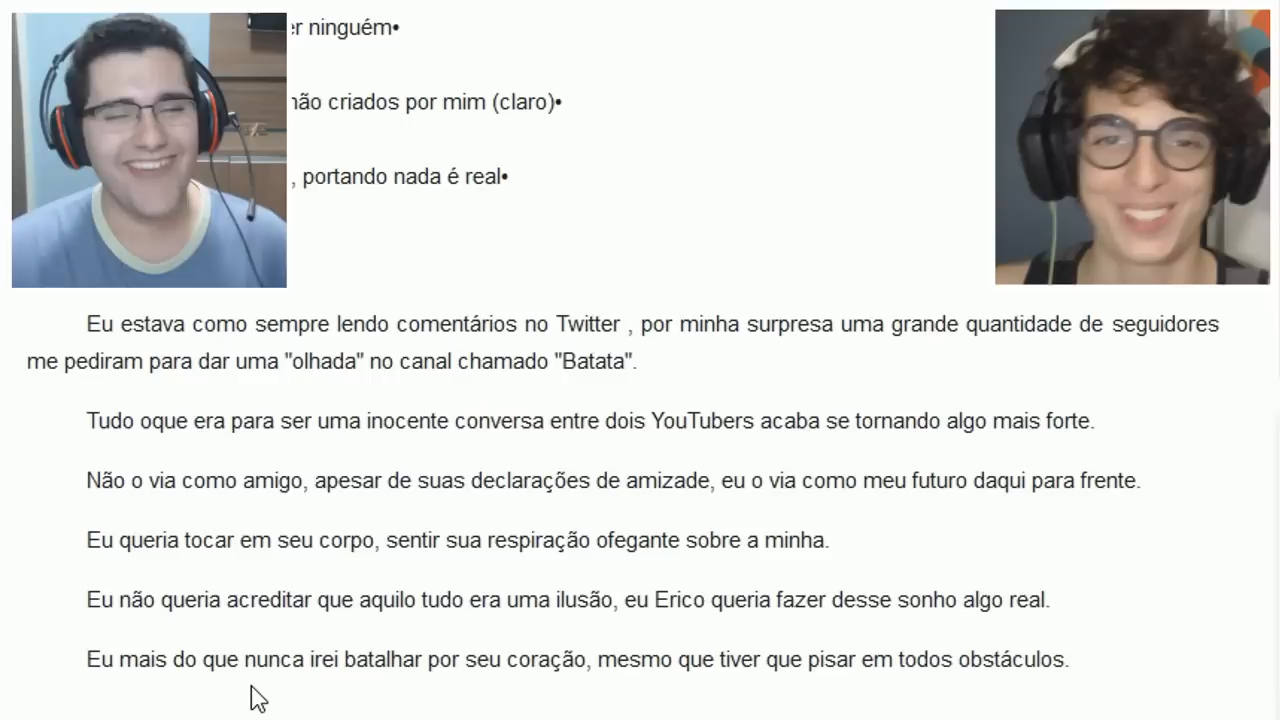 ninguém•
não criados por mim (claro)•
, portando nada é real•
Eu estava como sempre lendo comentários no Twitter , por minha surpresa uma grande quantidade de seguidores
me pediram para dar uma "olhada" no canal chamado "Batata".
Tudo oque era para ser uma inocente conversa entre dois YouTubers acaba se tornando algo mais forte.
Não o via como amigo, apesar de suas declarações de amizade, eu o via como meu futuro daqui para frente.
Eu queria tocar em seu corpo, sentir sua respiração ofegante sobre a minha.
Eu não queria acreditar que aquilo tudo era uma ilusão, eu Erico queria fazer desse sonho algo real.
Eu mais do que nunca irei batalhar por seu coração, mesmo que tiver que pisar em todos obstáculos.